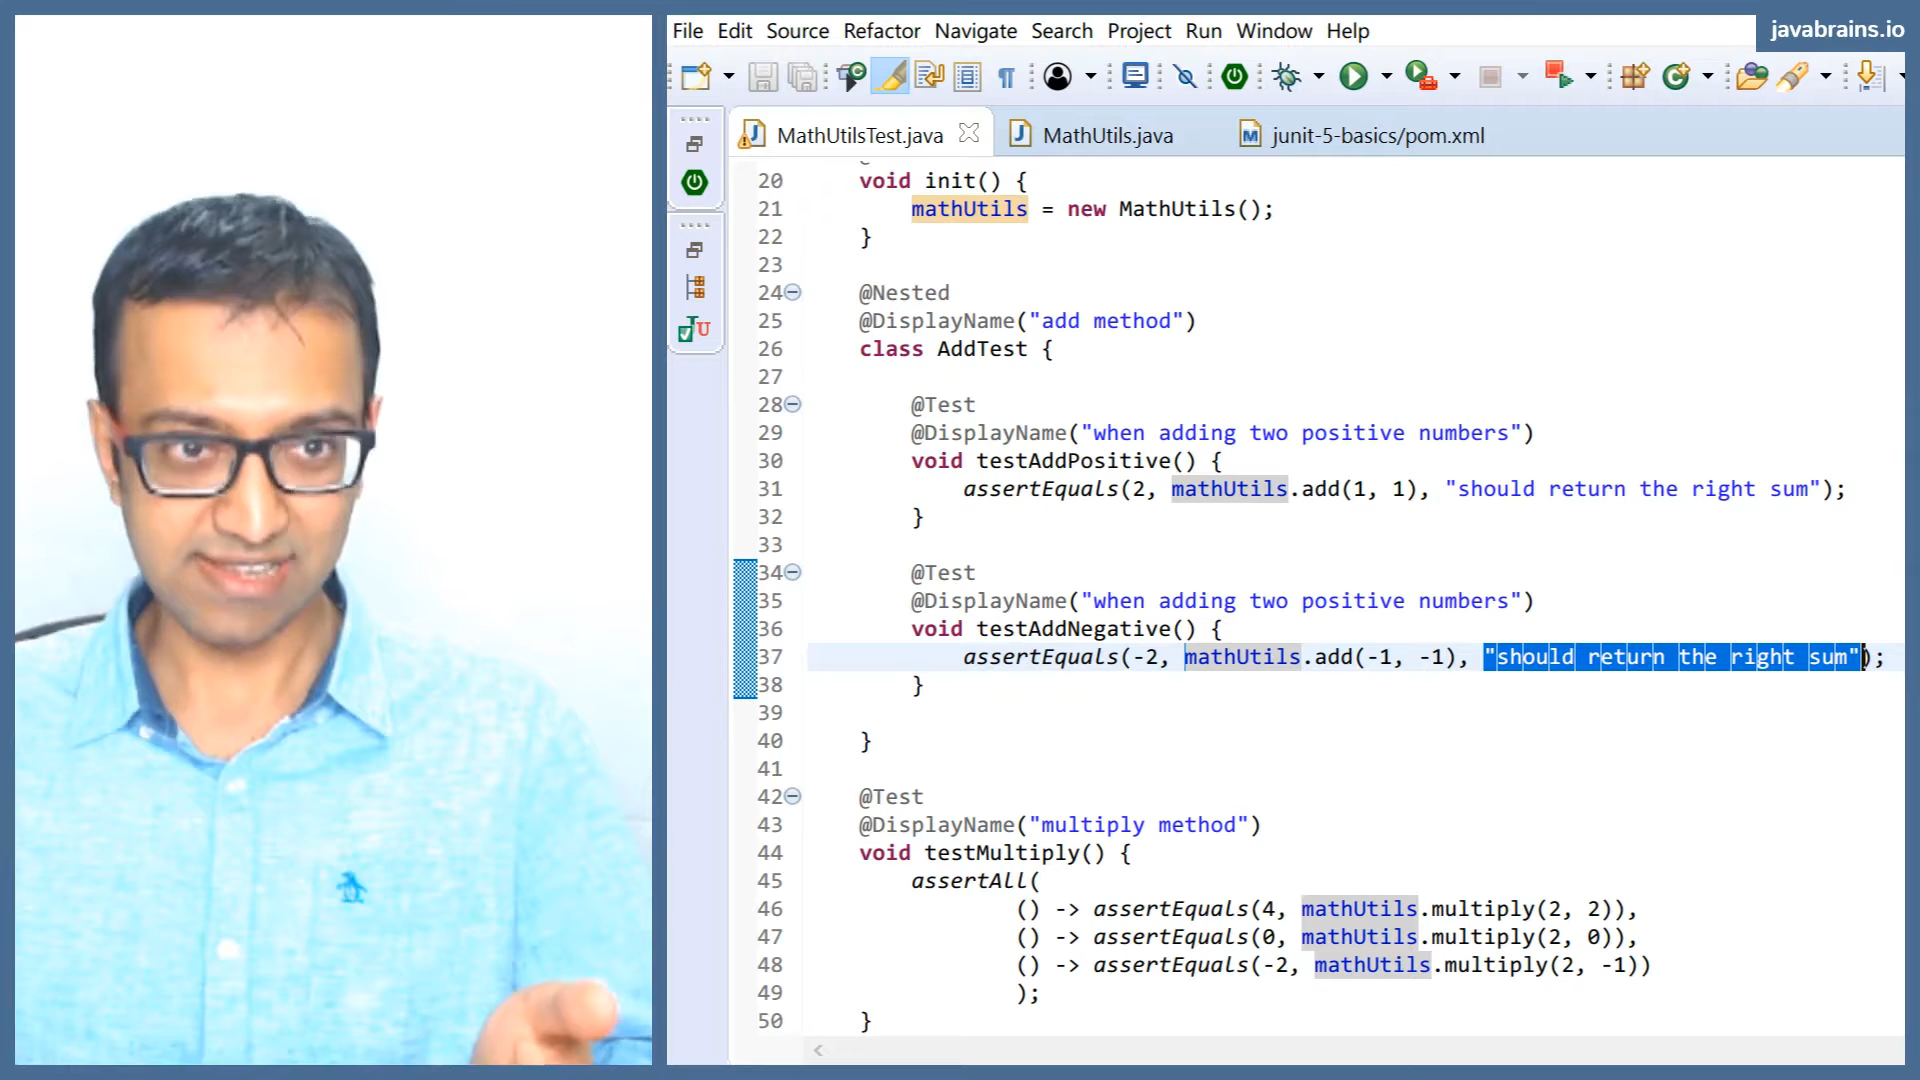 javabrains.io
File Edit Source Refactor Navigate Search Project Run Window Help
MathUtilsTest.java MathUtils.java junit-5-basics/pom.xml
20 void init() {
21 mathUtils = new MathUtils();
22 }
23
24 @Nested
25 @DisplayName("add method")
26 class AddTest {
27
28 @Test
29 @DisplayName("when adding two positive numbers")
30 void testAddPositive() {
31 assertEquals(2, mathUtils.add(1, 1), "should return the right sum");
32 }
33
34 @Test
35 @DisplayName("when adding two positive numbers")
36 void testAddNegative() {
37 assertEquals(-2, mathUtils.add(-1, -1), "should return the right sum");
38 }
39
40 }
41
42 @Test
43 @DisplayName("multiply method")
44 void testMultiply() {
45 assertAll(
46 () -> assertEquals(4, mathUtils.multiply(2, 2)),
47 () -> assertEquals(0, mathUtils.multiply(2, 0)),
48 () -> assertEquals(-2, mathUtils.multiply(2, -1))
49 );
50 }